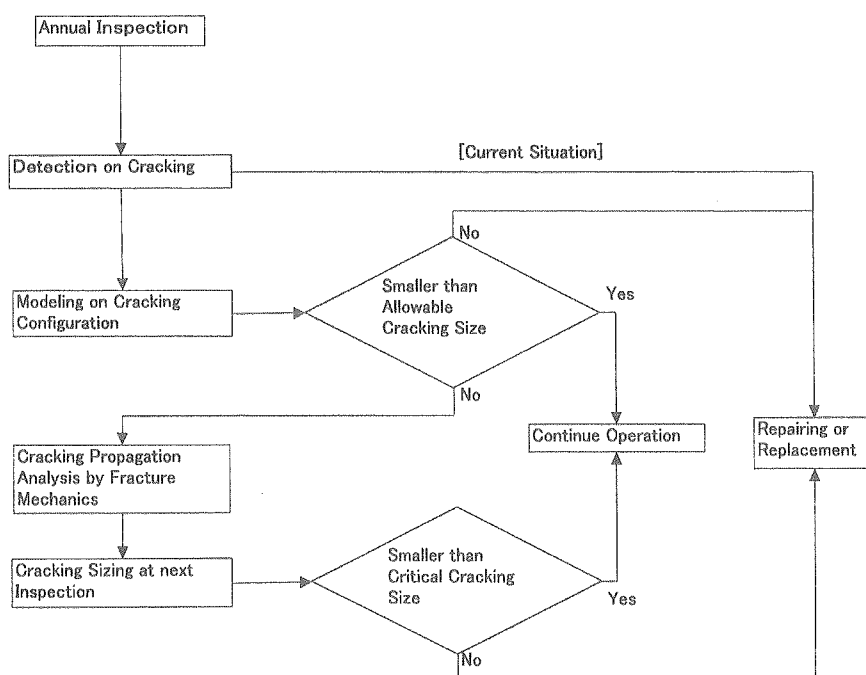 Annual Inspection
[Current Situation]
Detection on Cracking
No
Smaller than
Allowable
Cracking Size
Yes
Modeling on Cracking
Configuration
No
Continue Operation
Repairing or
Replacement
Cracking Propagation
Analysis by Fracture
Mechanics
Smaller than
Critical Cracking
Size
Cracking Sizing at next
Inspection
Yes
No